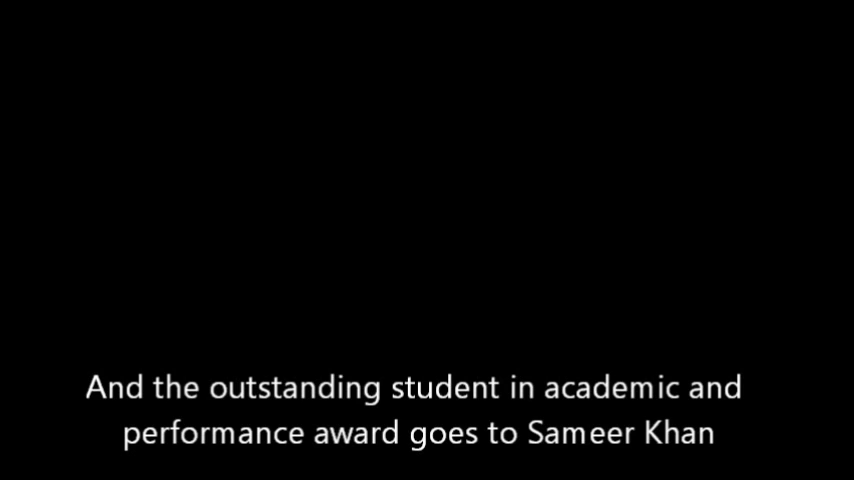 And the outstanding student in academic and
performance award goes to Sameer Khan